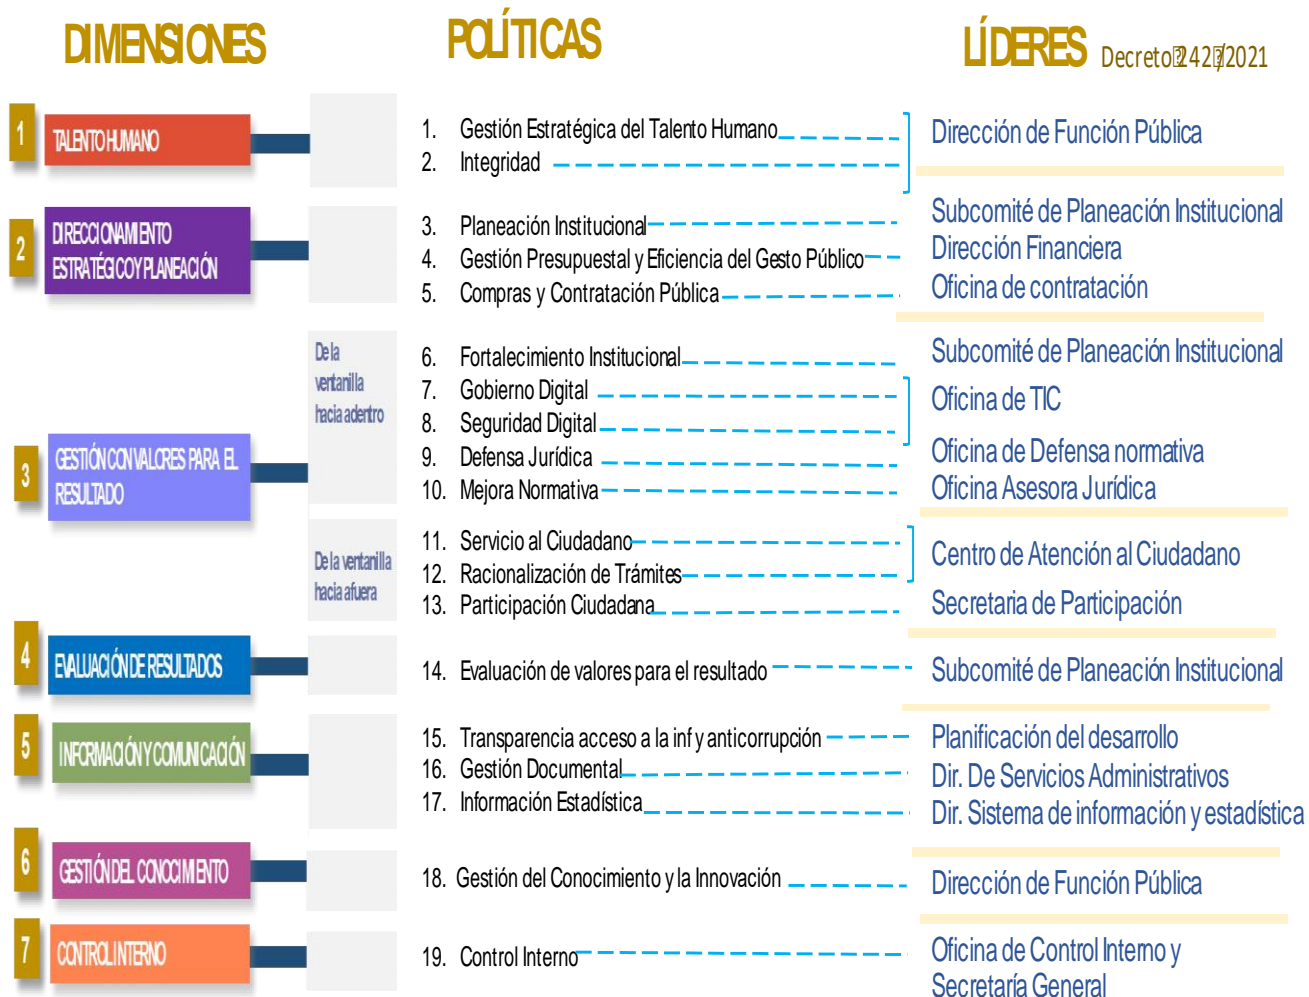 DIMENSIONES
POLÍTICAS
LÍDERES Decreto 242 /2021
1
TALENTO HUMANO
1. Gestión Estratégica del Talento Humano
2. Integridad
Dirección de Función Pública
2
DIRECCIONAMIENTO
ESTRATÉGICO Y PLANEACIÓN
3. Planeación Institucional
4. Gestión Presupuestal y Eficiencia del Gesto Público
5. Compras y Contratación Pública
Subcomité de Planeación Institucional
Dirección Financiera
Oficina de contratación
3
GESTIÓN CON VALORES PARA EL
RESULTADO
De la
ventanilla
hacia adentro
6. Fortalecimiento Institucional
7. Gobierno Digital
8. Seguridad Digital
9. Defensa Jurídica
10. Mejora Normativa
Subcomité de Planeación Institucional
Oficina de TIC
Oficina de Defensa normativa
Oficina Asesora Jurídica
De la ventanilla
hacia afuera
11. Servicio al Ciudadano
12. Racionalización de Trámites
13. Participación Ciudadana
Centro de Atención al Ciudadano
Secretaria de Participación
4
EVALUACIÓN DE RESULTADOS
14. Evaluación de valores para el resultado
Subcomité de Planeación Institucional
5
INFORMACIÓN Y COMUNICACIÓN
15. Transparencia acceso a la inf y anticorrupción
16. Gestión Documental
17. Información Estadística
Planificación del desarrollo
Dir. De Servicios Administrativos
Dir. Sistema de información y estadística
6
GESTIÓN DEL CONOCIMIENTO
18. Gestión del Conocimiento y la Innovación
Dirección de Función Pública
7
CONTROL INTERNO
19. Control Interno
Oficina de Control Interno y
Secretaría General